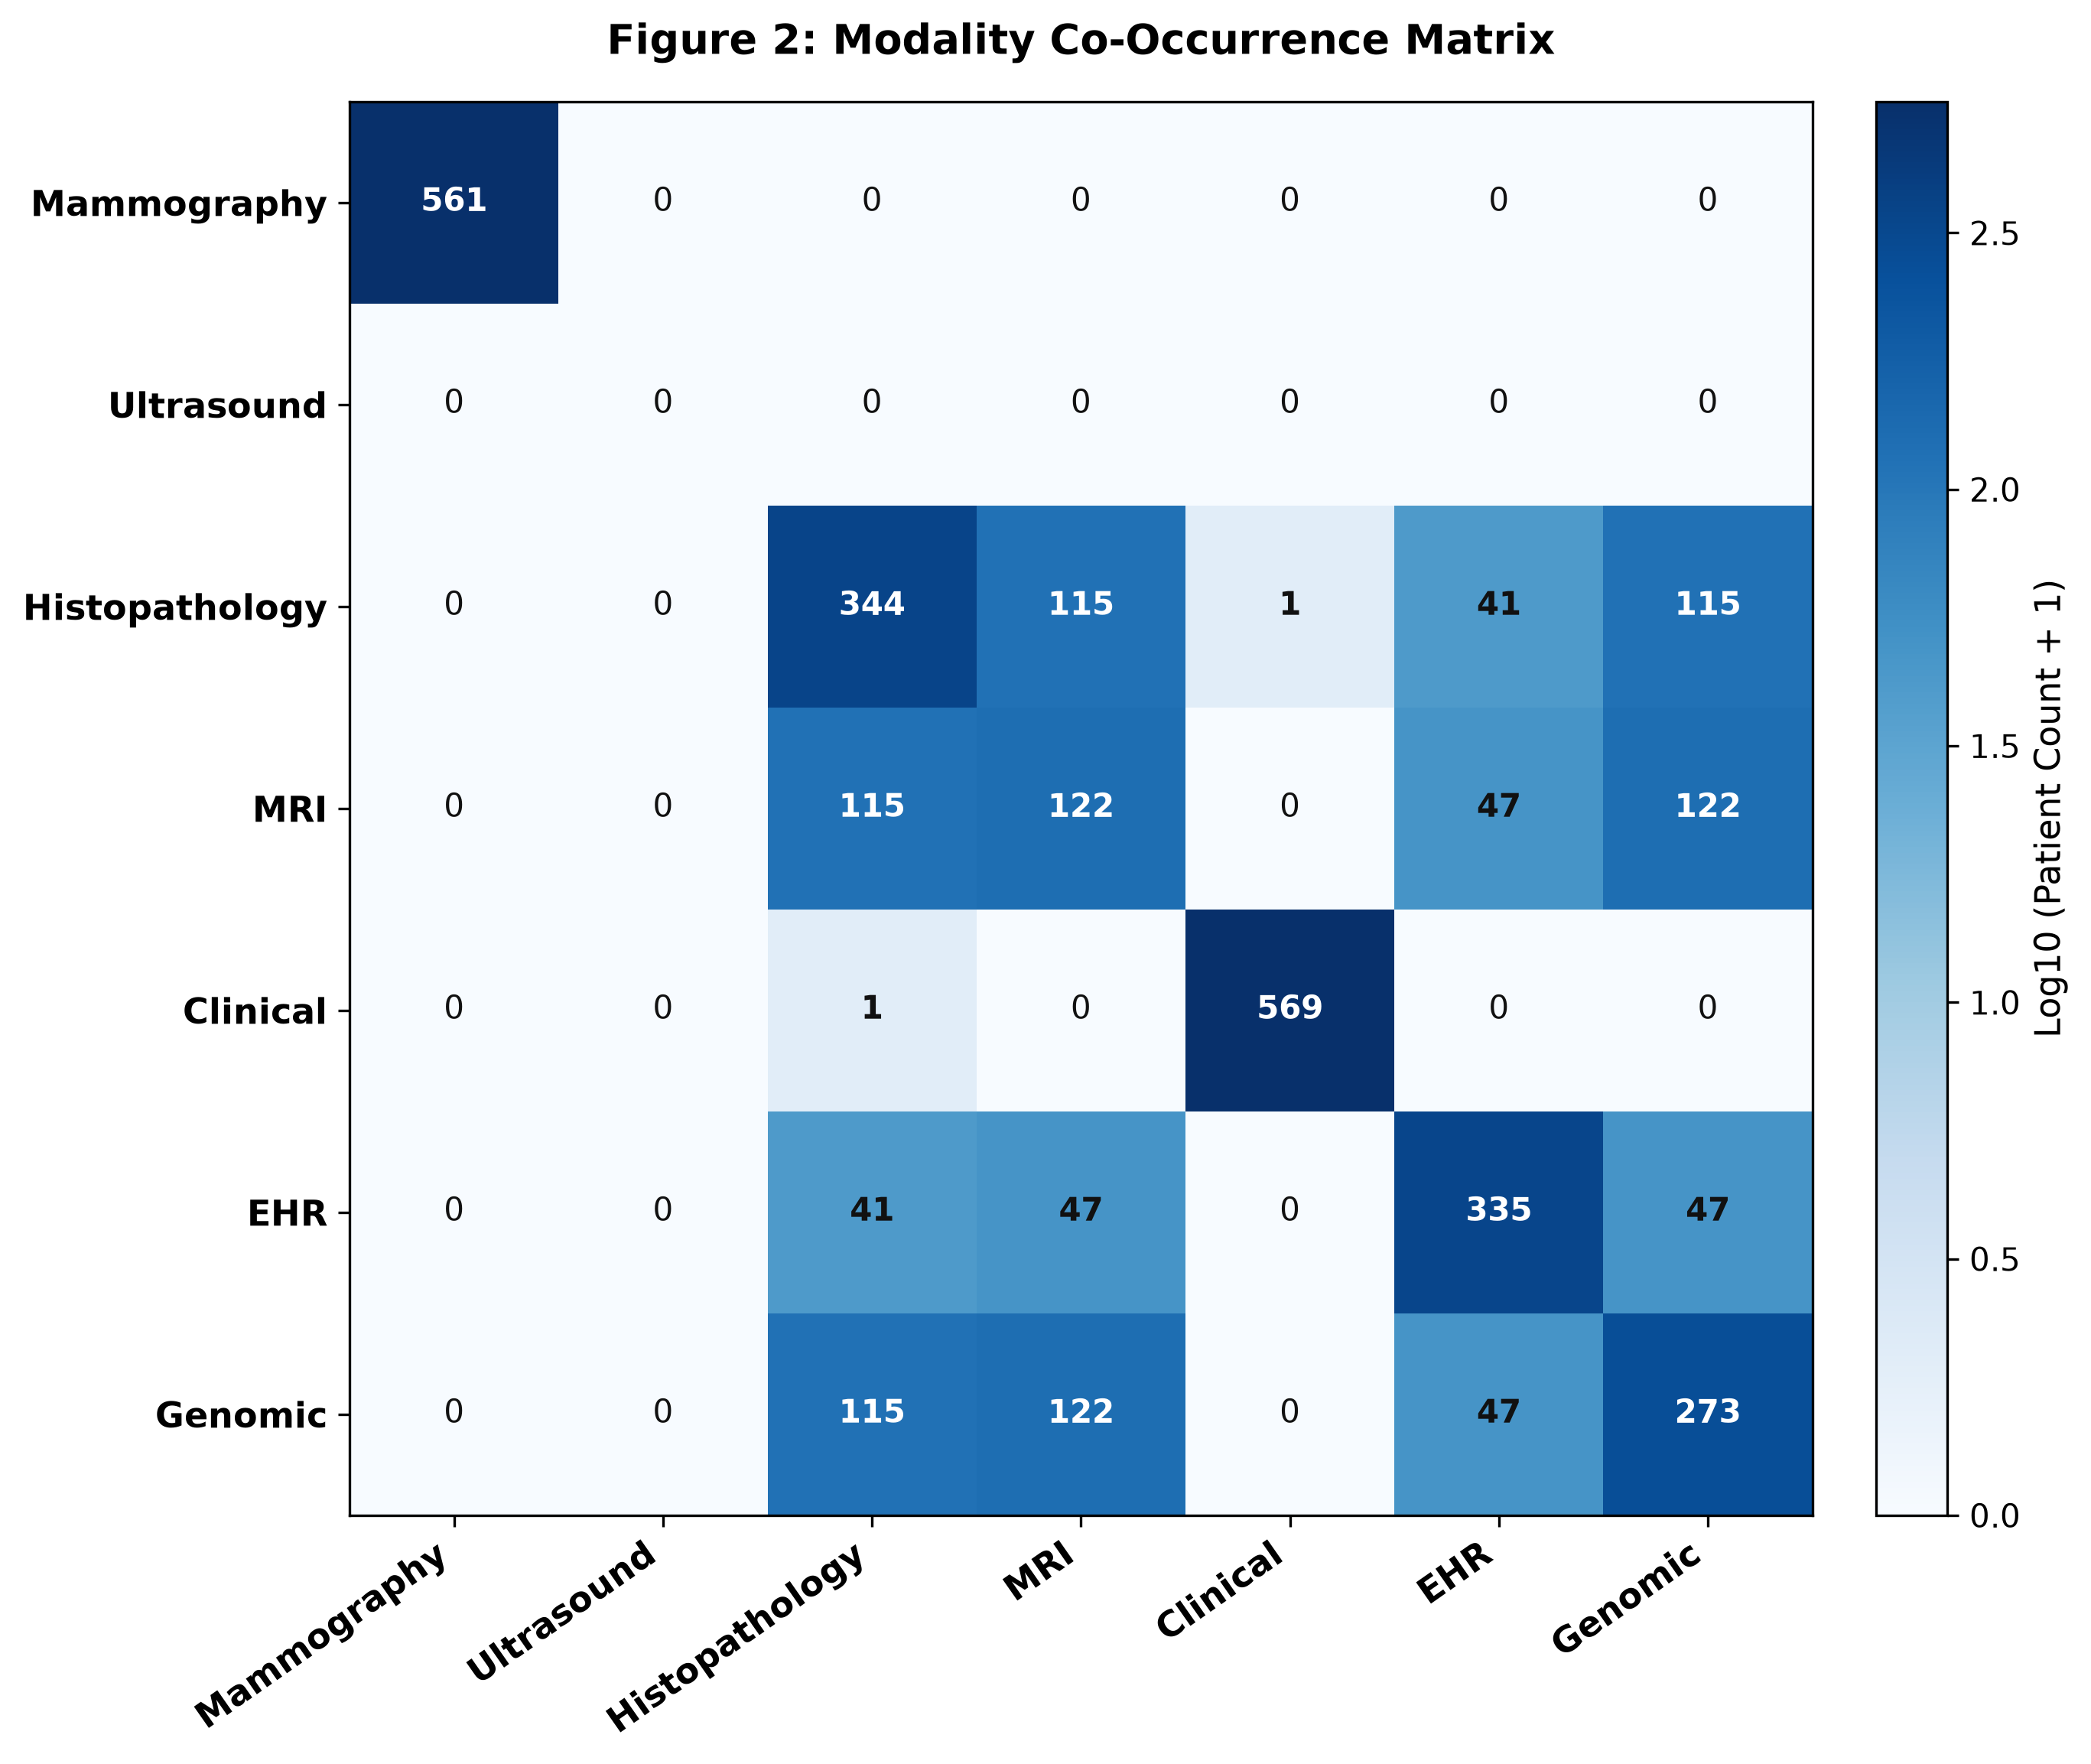 Figure 2: Modality Co-Occurrence Matrix
Mammography 561 0 0 0 0 0 0
Ultrasound 0 0 0 0 0 0 0
Histopathology 0 0 344 115 1 41 115
MRI 0 0 115 122 0 47 122
Clinical 0 0 1 0 569 0 0
EHR 0 0 41 47 0 335 47
Genomic 0 0 115 122 0 47 273
Mammography Ultrasound Histopathology MRI Clinical EHR Genomic
2.5
2.0
1.5
1.0
0.5
0.0
Log10 (Patient Count + 1)